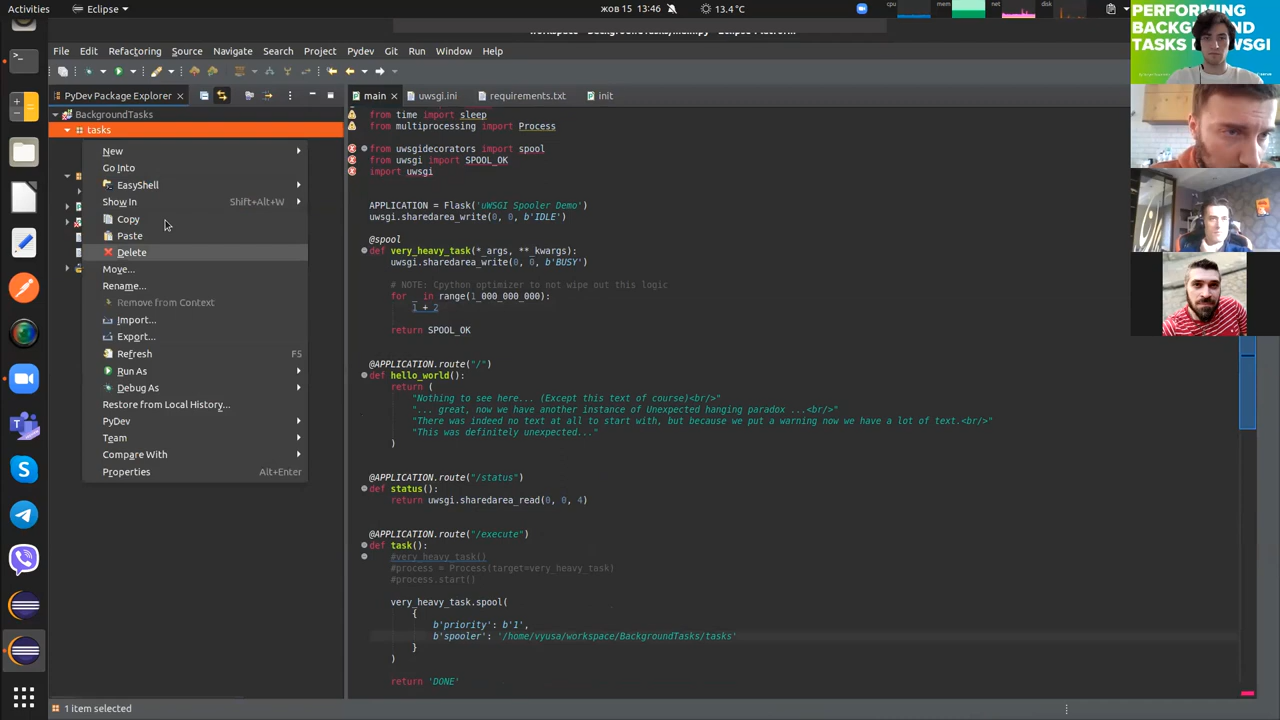 Activities
Eclipse
жов 15 13:46
13.4 °C
cpu
mem
net
disk
PERFORMING
BACKGROUND
TASKS
WSGI
File Edit Refactoring Source Navigate Search Project Pydev Git Run Window Help
PyDev Package Explorer
main
uwsgi.ini
requirements.txt
init
BackgroundTasks
tasks
New
Go Into
EasyShell
Show In Shift+Alt+W
Copy
Paste
Delete
Move...
Rename...
Remove from Context
Import...
Export...
Refresh F5
Run As
Debug As
Restore from Local History...
PyDev
Team
Compare With
Properties Alt+Enter
from time import sleep
from multiprocessing import Process
from uwsgidecorators import spool
from uwsgi import SPOOL_OK
import uwsgi
APPLICATION = Flask('uWSGI Spooler Demo')
uwsgi.sharedarea_write(0, 0, b'IDLE')
@spool
def very_heavy_task(*_args, **_kwargs):
uwsgi.sharedarea_write(0, 0, b'BUSY')
# NOTE: Cpython optimizer to not wipe out this logic
for _ in range(1_000_000_000):
1 + 2
return SPOOL_OK
@APPLICATION.route("/")
def hello_world():
return (
"Nothing to see here... (Except this text of course)<br/>"
"... great, now we have another instance of Unexpected hanging paradox ...<br/>"
"There was indeed no text at all to start with, but because we put a warning now we have a lot of text.<br/>"
"This was definitely unexpected..."
)
@APPLICATION.route("/status")
def status():
return uwsgi.sharedarea_read(0, 0, 4)
@APPLICATION.route("/execute")
def task():
#very_heavy_task()
#process = Process(target=very_heavy_task)
#process.start()
very_heavy_task.spool(
{
b'priority': b'1',
b'spooler': '/home/vyusa/workspace/BackgroundTasks/tasks'
}
)
return 'DONE'
1 item selected